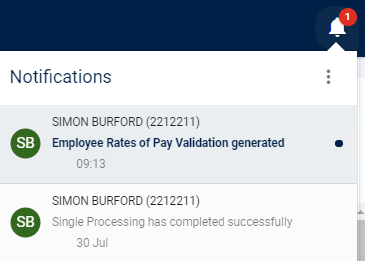 1
Notifications
SIMON BURFORD (2212211)
SB
Employee Rates of Pay Validation generated
09:13
SIMON BURFORD (2212211)
SB
Single Processing has completed successfully
30 Jul